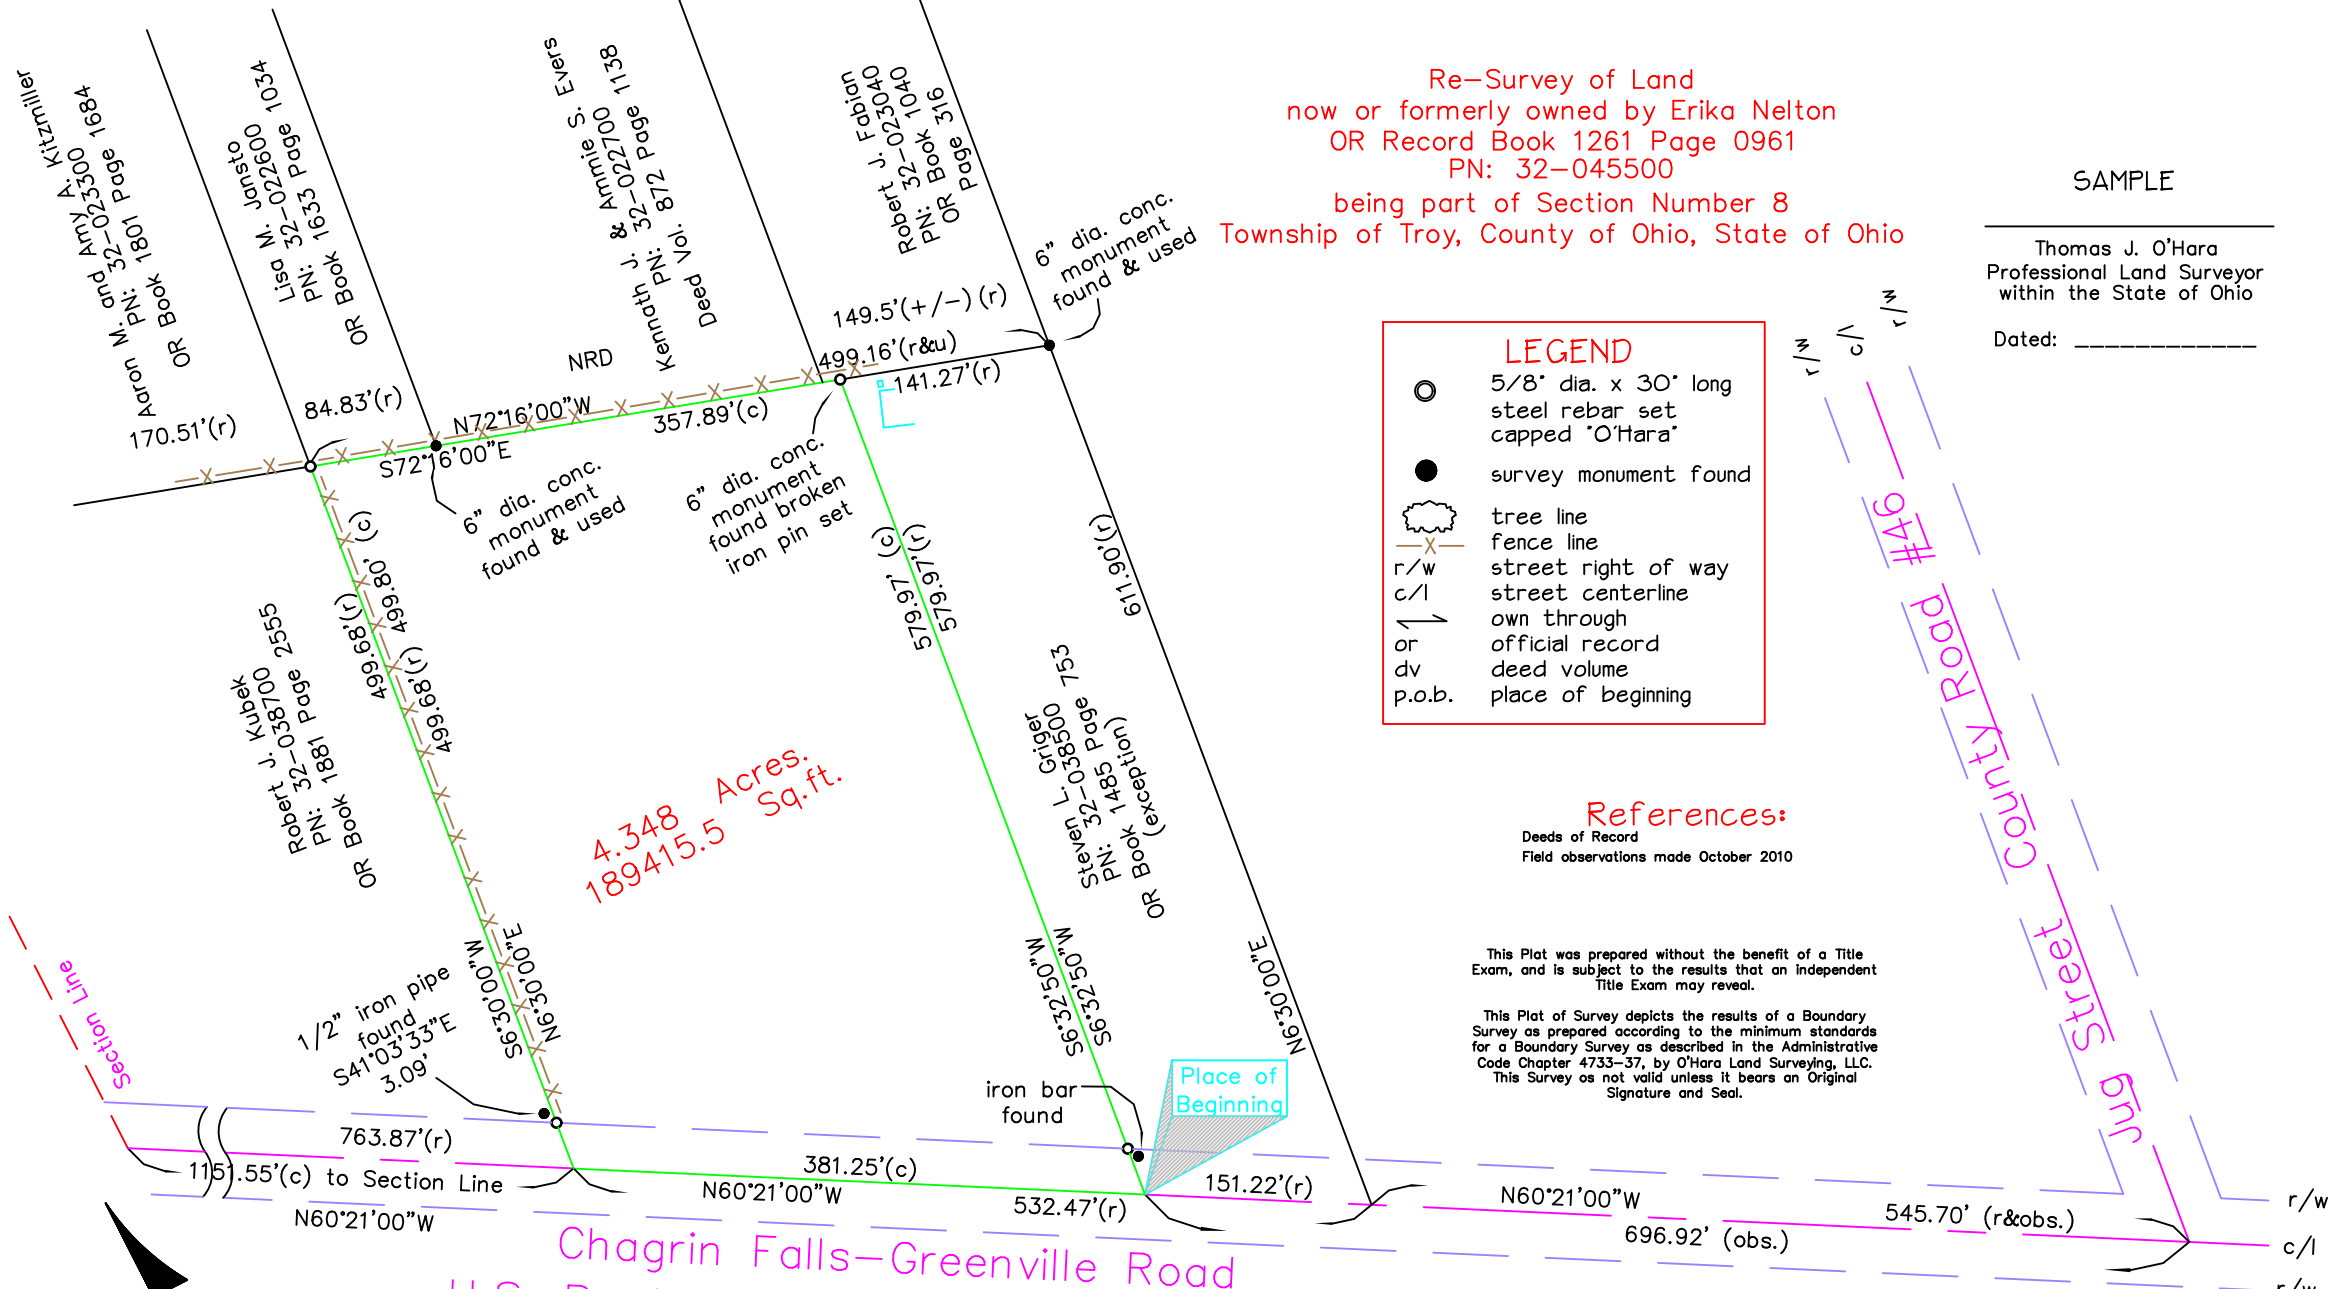 Aaron M. and Amy A. Kitzmiller
PN: 32-023300
OR Book 1801 Page 1684
Lisa M. Jansto
PN: 32-022600
OR Book 1633 Page 1034
Kennath J. & Ammie S. Evers
PN: 32-022700
Deed Vol. 872 Page 1138
Robert J. Fabian
PN: 32-023040
OR Book 1040
Page 316
6" dia. conc.
monument
found & used
Re-Survey of Land
now or formerly owned by Erika Nelton
OR Record Book 1261 Page 0961
PN: 32-045500
being part of Section Number 8
Township of Troy, County of Ohio, State of Ohio
SAMPLE
Thomas J. O'Hara
Professional Land Surveyor
within the State of Ohio
Dated: _____________
170.51'(r)
84.83'(r)
NRD
N72°16'00"W
S72°16'00"E
357.89'(c)
149.5'(+/-)(r)
499.16'(r&u)
141.27'(r)
6" dia. conc.
monument
found & used
6" dia. conc.
monument
found broken
iron pin set
LEGEND
5/8" dia. x 30" long
steel rebar set
capped "O'Hara"
survey monument found
tree line
X fence line
r/w street right of way
c/l street centerline
own through
or official record
dv deed volume
p.o.b. place of beginning
r/w
c/l
r/w
499.80' (c)
499.68'(r)
499.68'(r)
579.97' (c)
579.97'(r)
611.90'(r)
Robert J. Kubek
PN: 32-038700
OR Book 1881 Page 2555
4.348 Acres.
189415.5 Sq.ft.
Steven L. Griger
PN: 32-038500
OR Book 1485 Page 753
(exception)
References:
Deeds of Record
Field observations made October 2010
This Plat was prepared without the benefit of a Title
Exam, and is subject to the results that an independent
Title Exam may reveal.
This Plat of Survey depicts the results of a Boundary
Survey as prepared according to the minimum standards
for a Boundary Survey as described in the Administrative
Code Chapter 4733-37, by O'Hara Land Surveying, LLC.
This Survey os not valid unless it bears an Original
Signature and Seal.
Jug Street County Road #46
Section Line
1/2" iron pipe
found
S41°03'33"E
3.09'
S6°30'00"W
N6°30'00"E
S6°32'50"W
S6°32'50"W
N6°30'00"E
iron bar
found
Place of
Beginning
763.87'(r)
1151.55'(c) to Section Line
N60°21'00"W
381.25'(c)
N60°21'00"W
532.47'(r)
151.22'(r)
N60°21'00"W
696.92' (obs.)
545.70' (r&obs.)
r/w
c/l
r/w
Chagrin Falls-Greenville Road